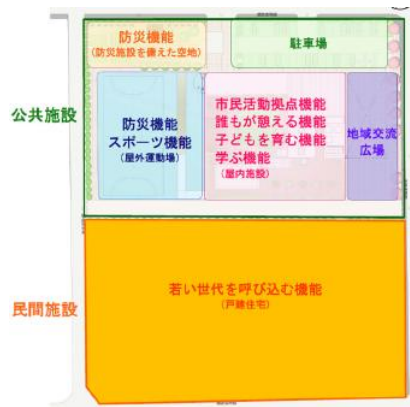 防災機能
(防災施設を備えた空地)
駐車場
公共施設
防災機能
スポーツ機能
(屋外運動場)
市民活動拠点機能
誰もが憩える機能
子どもを育む機能
学ぶ機能
(屋内施設)
地域交流
広場
民間施設
若い世代を呼び込む機能
(戸建住宅)